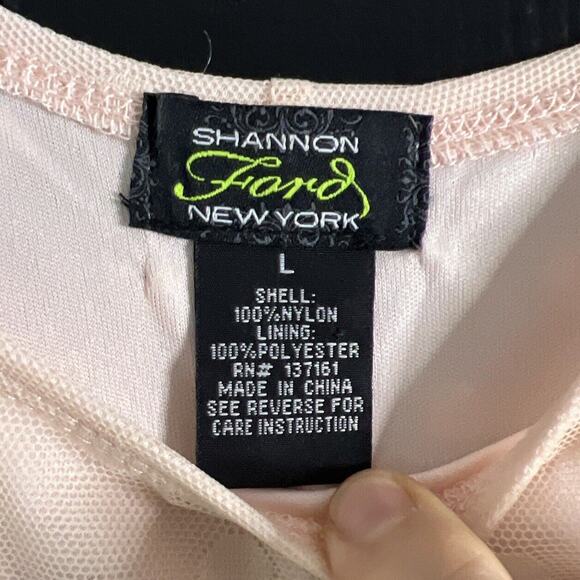 SHANNON
Ford
NEW YORK
L
SHELL:
100%NYLON
LINING:
100%POLYESTER
RN# 137161
MADE IN CHINA
SEE REVERSE FOR
CARE INSTRUCTION